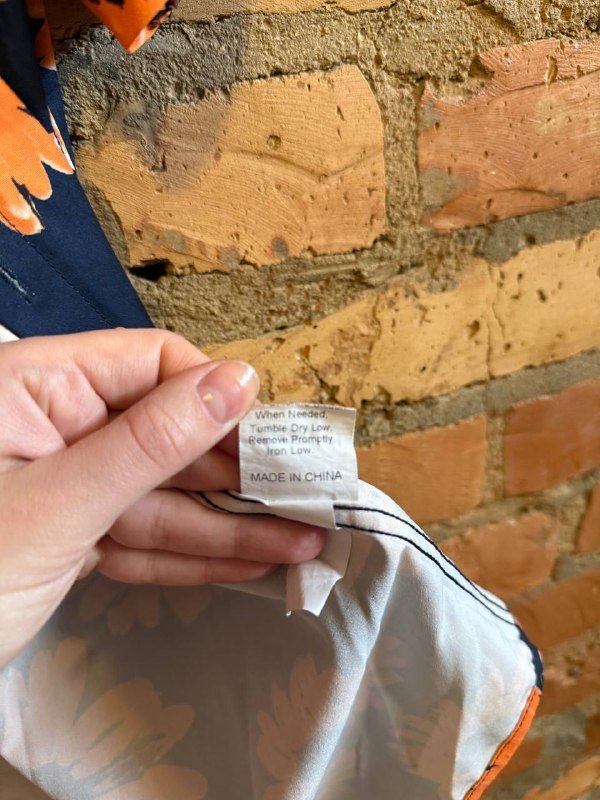 When Needed,
Tumble Dry Low,
Remove Promptly.
Iron Low.
MADE IN CHINA